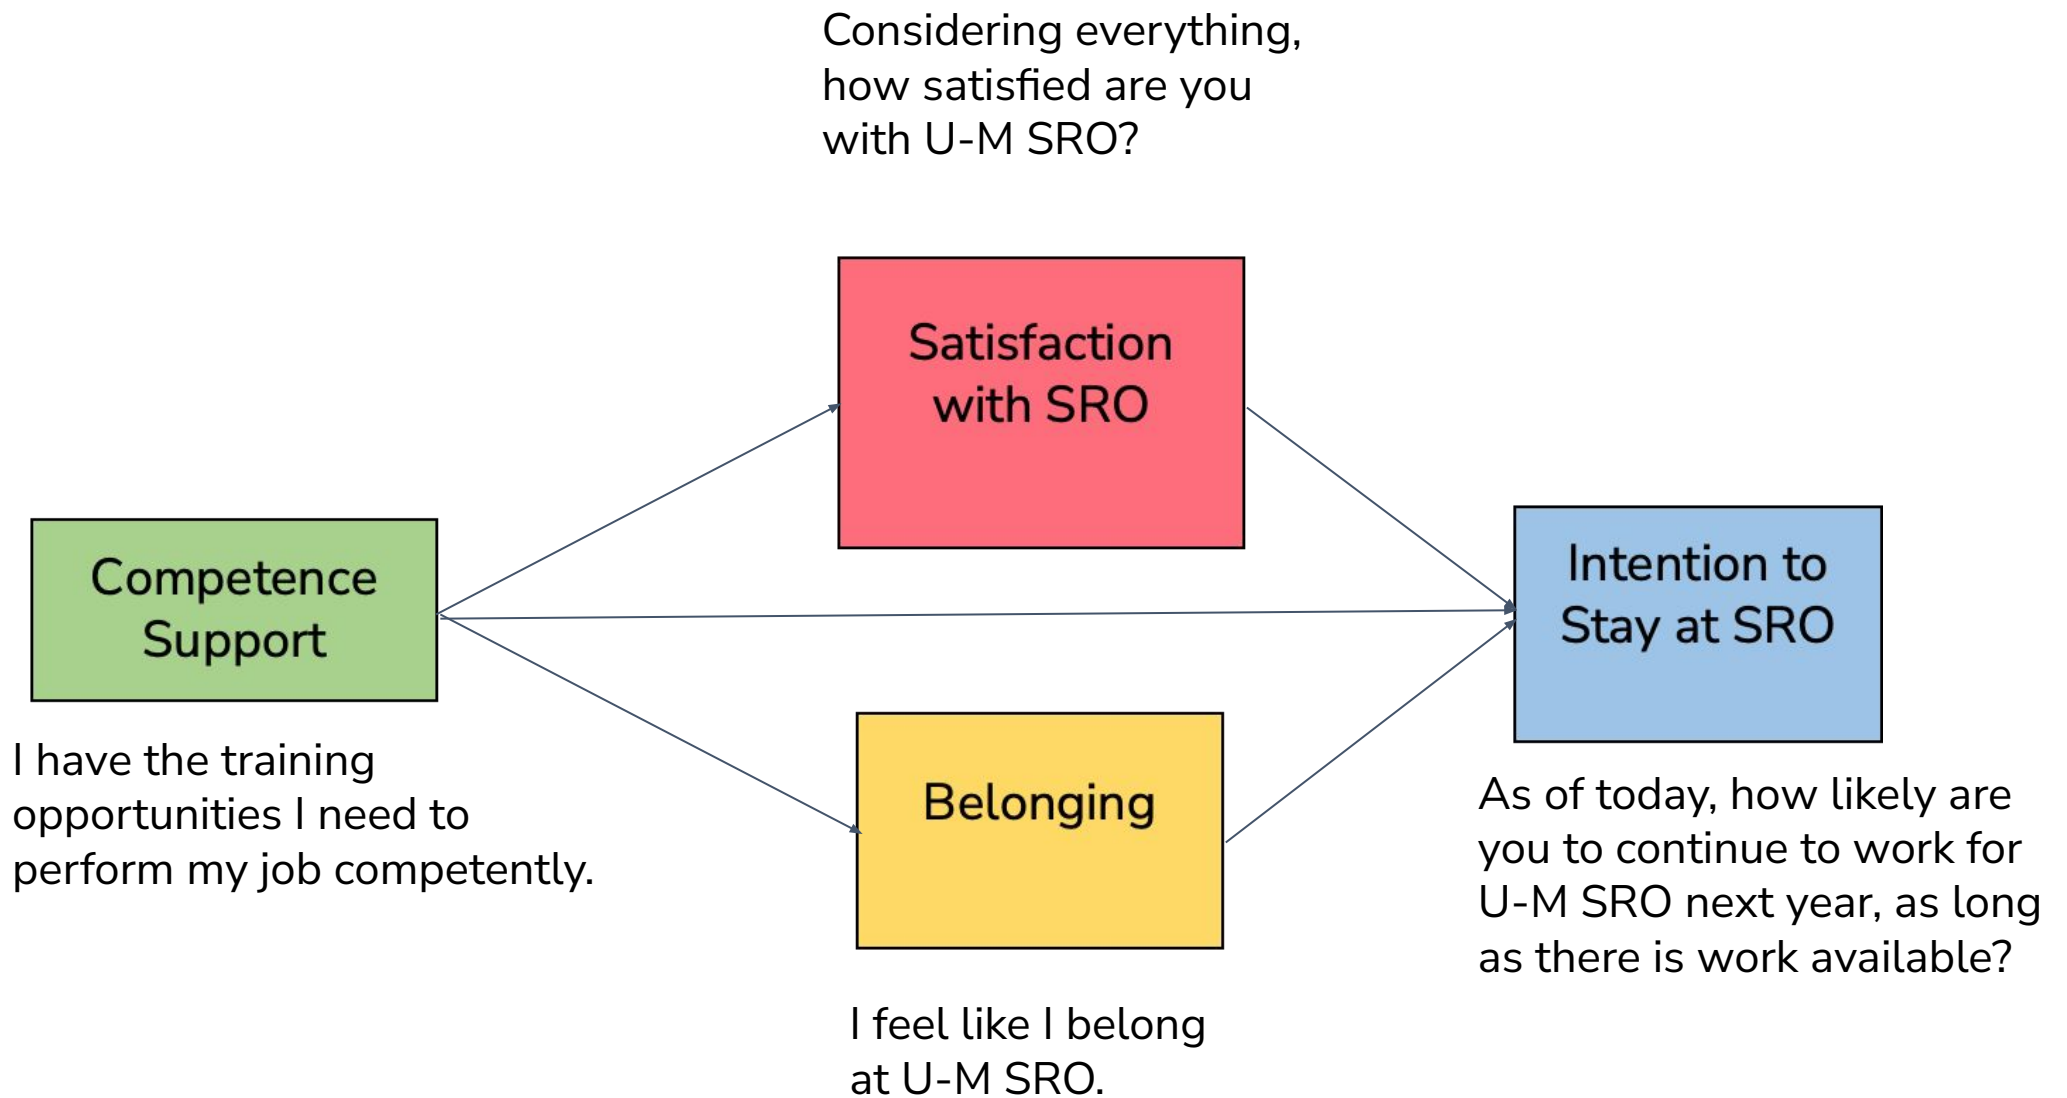 Considering everything,
how satisfied are you
with U-M SRO?
Satisfaction
with SRO
Competence
Support
I have the training
opportunities I need to
perform my job competently.
Belonging
I feel like I belong
at U-M SRO.
Intention to
Stay at SRO
As of today, how likely are
you to continue to work for
U-M SRO next year, as long
as there is work available?